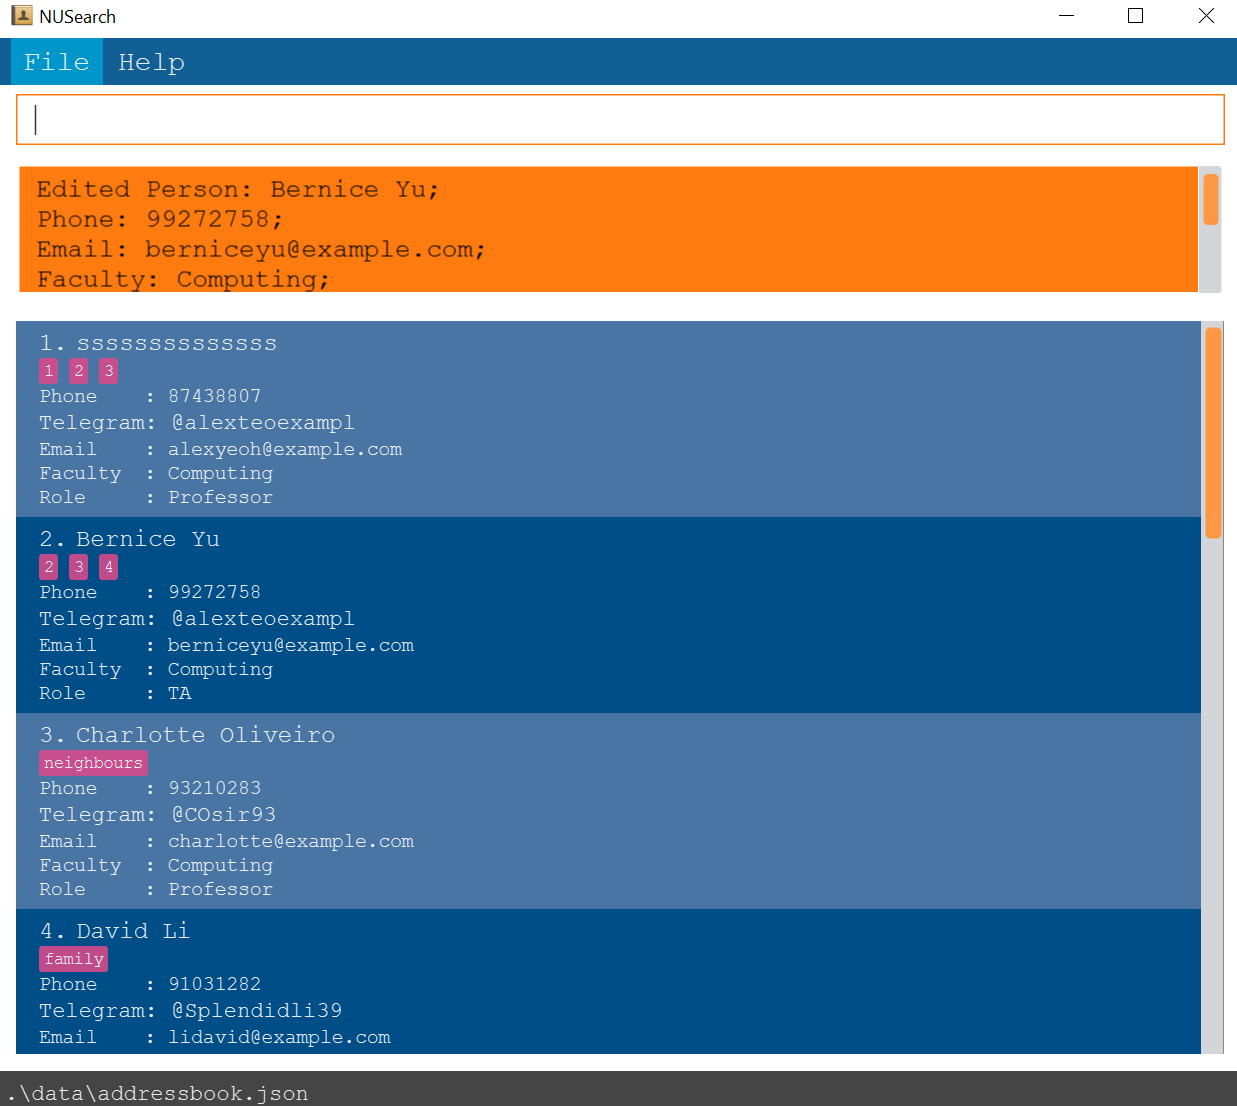 NUSearch
File Help
Edited Person: Bernice Yu;
Phone: 99272758;
Email: berniceyu@example.com;
Faculty: Computing;
1. ssssssssssssss
1 2 3
Phone : 87438807
Telegram: @alexteoexampl
Email : alexyeoh@example.com
Faculty : Computing
Role : Professor
2. Bernice Yu
2 3 4
Phone : 99272758
Telegram: @alexteoexampl
Email : berniceyu@example.com
Faculty : Computing
Role : TA
3. Charlotte Oliveiro
neighbours
Phone : 93210283
Telegram: @COsir93
Email : charlotte@example.com
Faculty : Computing
Role : Professor
4. David Li
family
Phone : 91031282
Telegram: @Splendidli39
Email : lidavid@example.com
.\data\addressbook.json